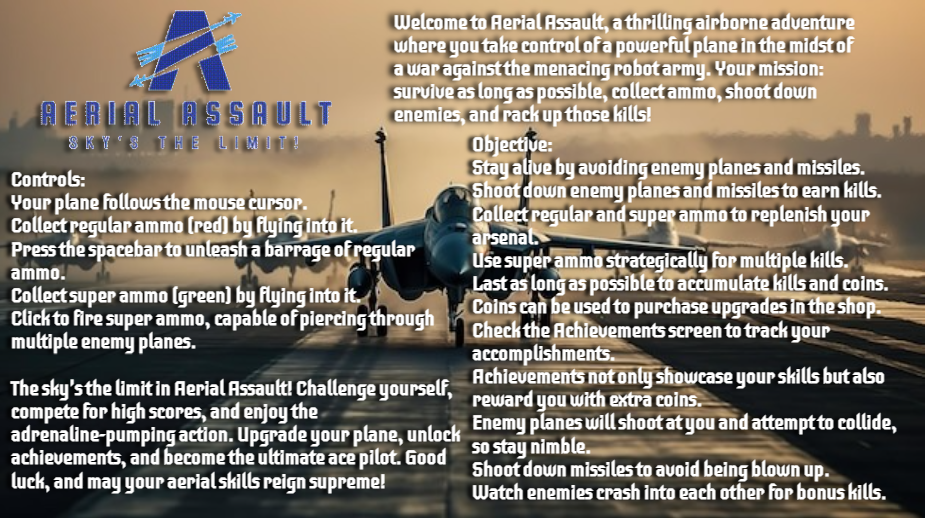 AERIAL ASSAULT
SKY'S THE LIMIT!
Welcome to Aerial Assault, a thrilling airborne adventure
where you take control of a powerful plane in the midst of
a war against the menacing robot army. Your mission:
survive as long as possible, collect ammo, shoot down
enemies, and rack up those kills!
Controls:
Your plane follows the mouse cursor.
Collect regular ammo (red) by flying into it.
Press the spacebar to unleash a barrage of regular
ammo.
Collect super ammo (green) by flying into it.
Click to fire super ammo, capable of piercing through
multiple enemy planes.
The sky's the limit in Aerial Assault! Challenge yourself,
compete for high scores, and enjoy the
adrenaline-pumping action. Upgrade your plane, unlock
achievements, and become the ultimate ace pilot. Good
luck, and may your aerial skills reign supreme!
Objective:
Stay alive by avoiding enemy planes and missiles.
Shoot down enemy planes and missiles to earn kills.
Collect regular and super ammo to replenish your
arsenal.
Use super ammo strategically for multiple kills.
Last as long as possible to accumulate kills and coins.
Coins can be used to purchase upgrades in the shop.
Check the Achievements screen to track your
accomplishments.
Achievements not only showcase your skills but also
reward you with extra coins.
Enemy planes will shoot at you and attempt to collide,
so stay nimble.
Shoot down missiles to avoid being blown up.
Watch enemies crash into each other for bonus kills.